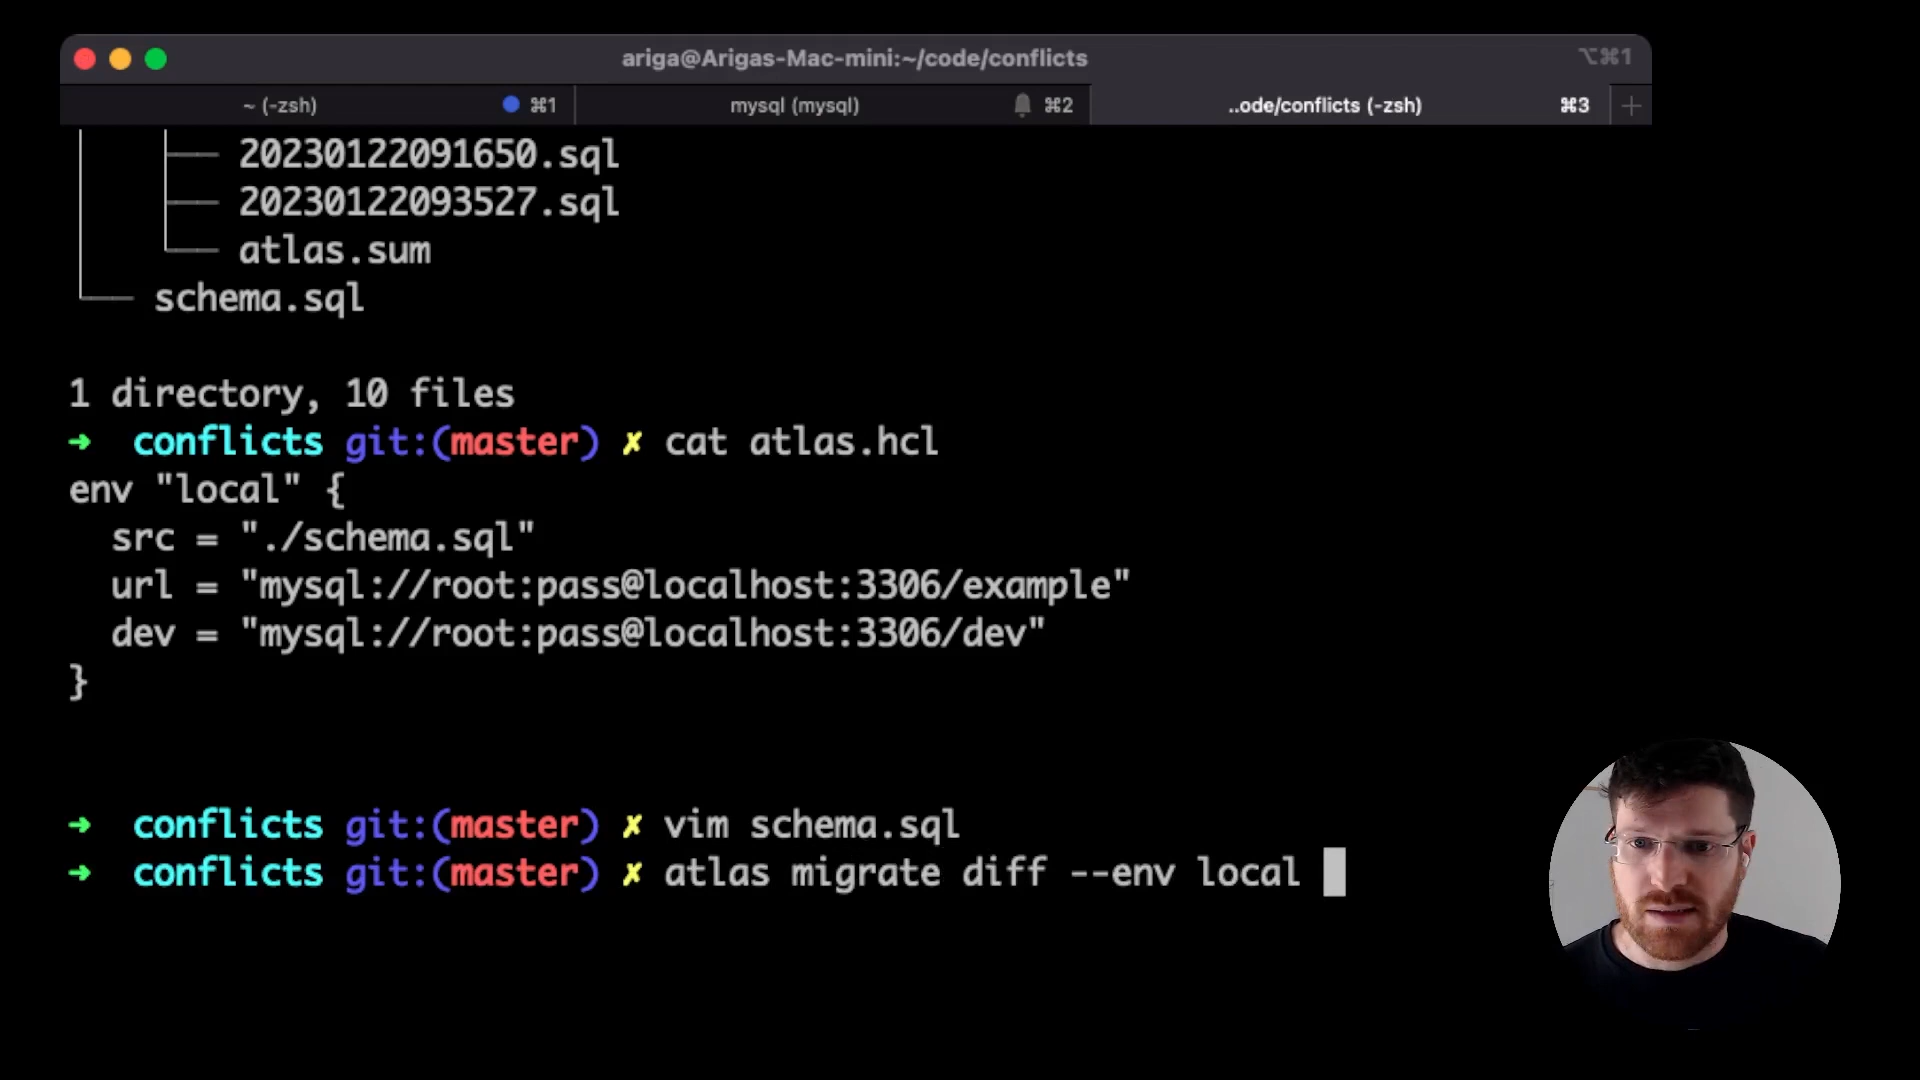 ariga@Arigas-Mac-mini:~/code/conflicts
⌥⌘1
~ (-zsh) ⌘1 mysql (mysql) ⌘2 ..ode/conflicts (-zsh) ⌘3 +
├── 20230122091650.sql
├── 20230122093527.sql
└── atlas.sum
└── schema.sql
1 directory, 10 files
➜ conflicts git:(master) ✗ cat atlas.hcl
env "local" {
src = "./schema.sql"
url = "mysql://root:pass@localhost:3306/example"
dev = "mysql://root:pass@localhost:3306/dev"
}
➜ conflicts git:(master) ✗ vim schema.sql
➜ conflicts git:(master) ✗ atlas migrate diff --env local